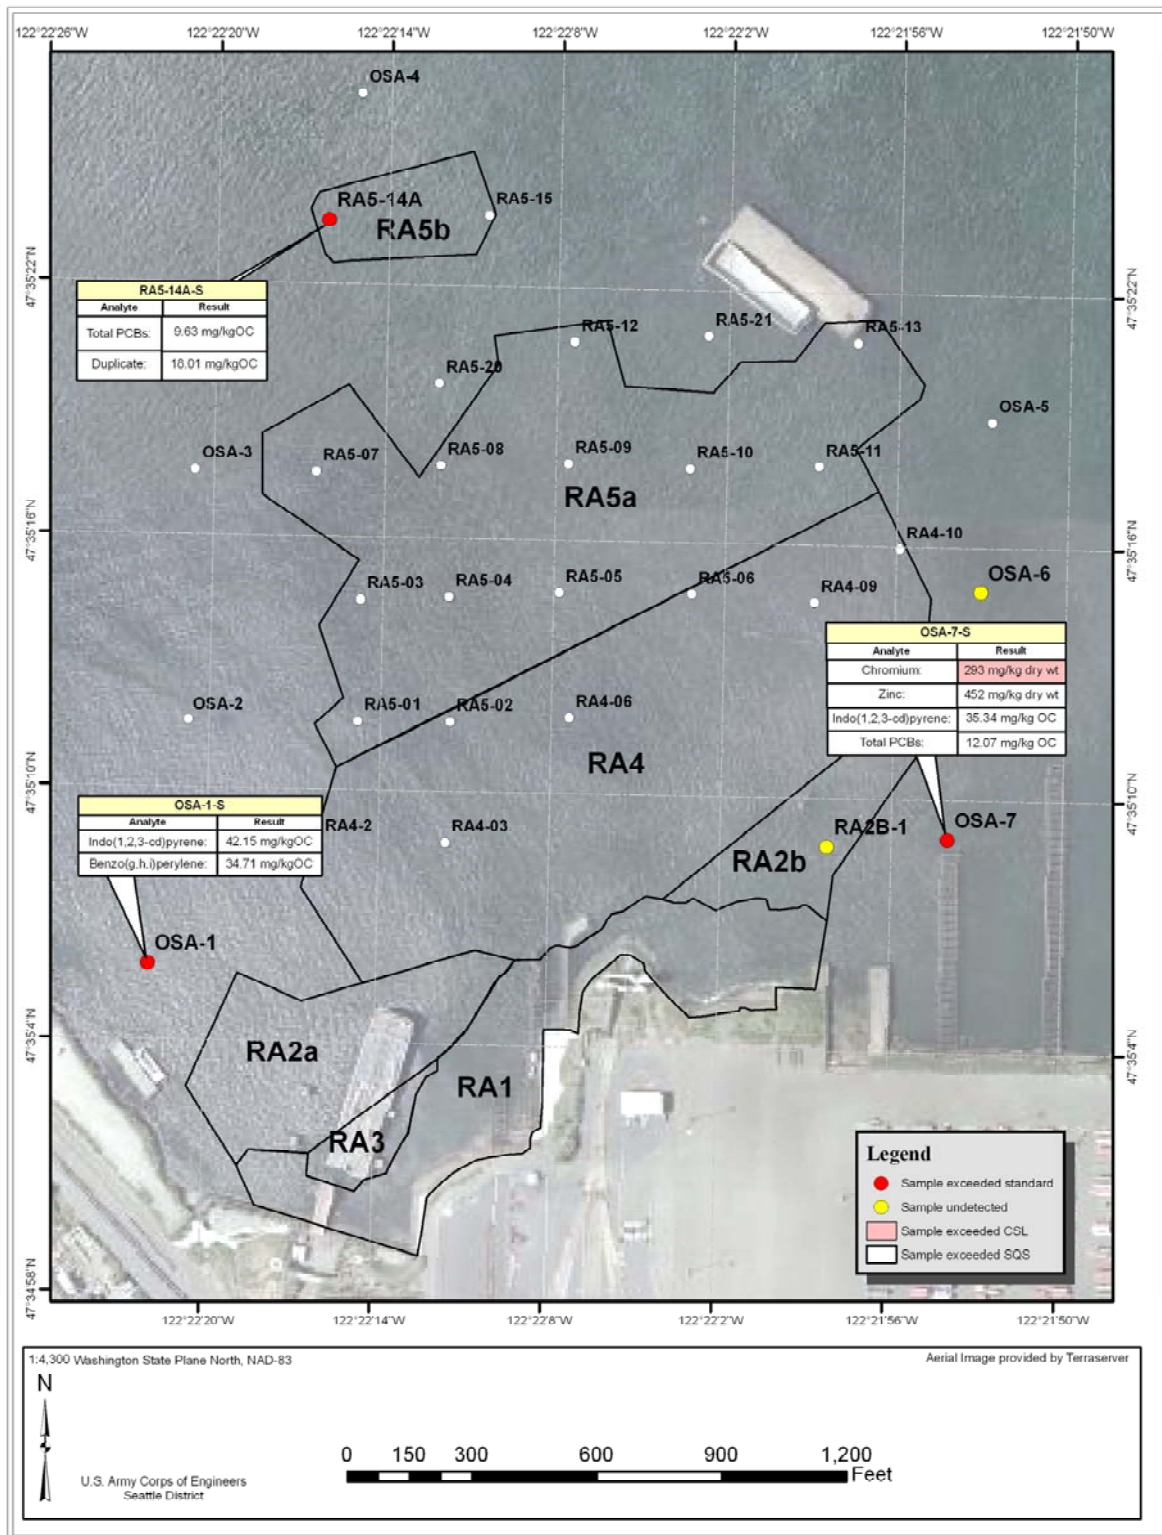 122°22'26"W 122°22'20"W 122°22'14"W 122°22'8"W 122°22'2"W 122°21'56"W 122°21'50"W
OSA-4
RA5-14A
RA5-15
RA5b
47°35'22"N
47°35'22"N
RA5-14A-S
Analyte Result
Total PCBs: 9.63 mg/kgOC
Duplicate: 18.01 mg/kgOC
RA5-12
RA5-21
RA5-13
RA5-20
OSA-5
OSA-3
RA5-07
RA5-08
RA5-09
RA5-10
RA5-11
RA5a
47°35'16"N
47°35'16"N
RA4-10
OSA-6
RA5-03
RA5-04
RA5-05
RA5-06
RA4-09
OSA-7-S
Analyte Result
Chromium: 293 mg/kg dry wt
Zinc: 452 mg/kg dry wt
Indo(1,2,3-cd)pyrene: 35.34 mg/kg OC
Total PCBs: 12.07 mg/kg OC
OSA-2
RA5-01
RA5-02
RA4-06
RA4
47°35'10"N
47°35'10"N
OSA-1-S
Analyte Result
Indo(1,2,3-cd)pyrene: 42.15 mg/kgOC
Benzo(g,h,i)perylene: 34.71 mg/kgOC
RA4-2
RA4-03
RA2B-1
OSA-7
RA2b
OSA-1
47°35'4"N
47°35'4"N
RA2a
RA1
RA3
Legend
Sample exceeded standard
Sample undetected
Sample exceeded CSL
Sample exceeded SQS
47°34'58"N
122°22'20"W 122°22'14"W 122°22'8"W 122°22'2"W 122°21'56"W 122°21'50"W
1:4,300 Washington State Plane North, NAD-83
Aerial Image provided by Terraserver
N
U.S. Army Corps of Engineers
Seattle District
0 150 300 600 900 1,200
Feet